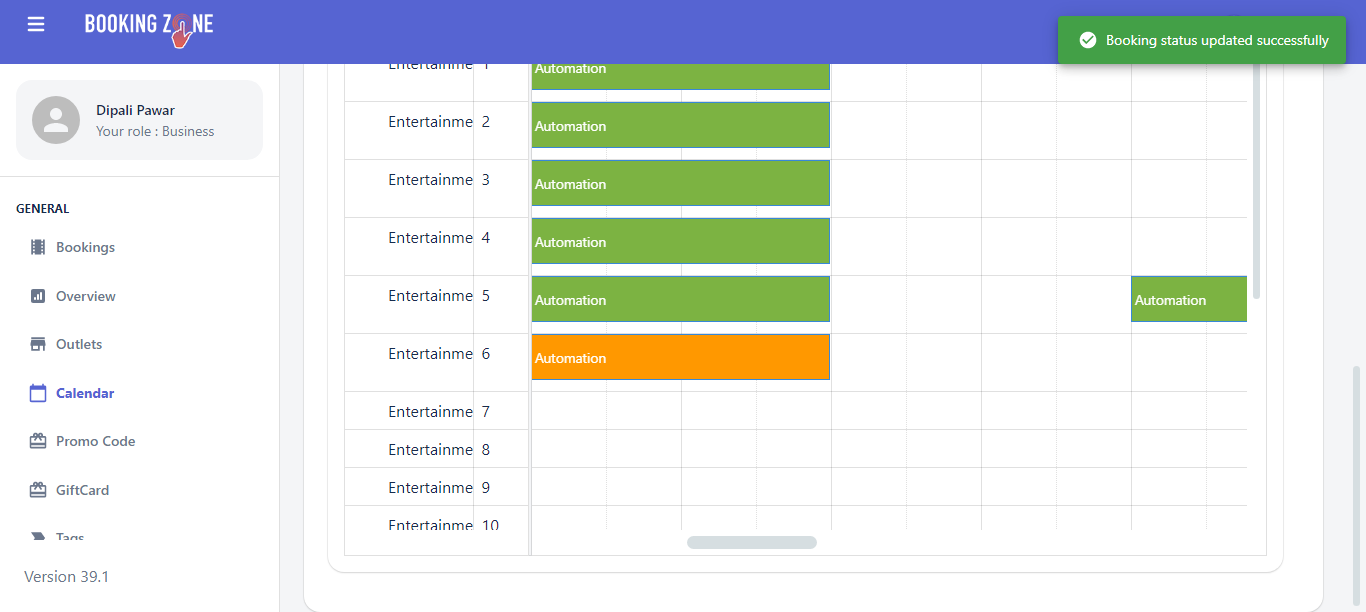 BOOKING ZONE
Booking status updated successfully
Dipali Pawar
Your role : Business
GENERAL
Bookings
Overview
Outlets
Calendar
Promo Code
GiftCard
Tags
Version 39.1
Entertainme 1 Automation
Entertainme 2 Automation
Entertainme 3 Automation
Entertainme 4 Automation
Entertainme 5 Automation Automation
Entertainme 6 Automation
Entertainme 7
Entertainme 8
Entertainme 9
Entertainme 10